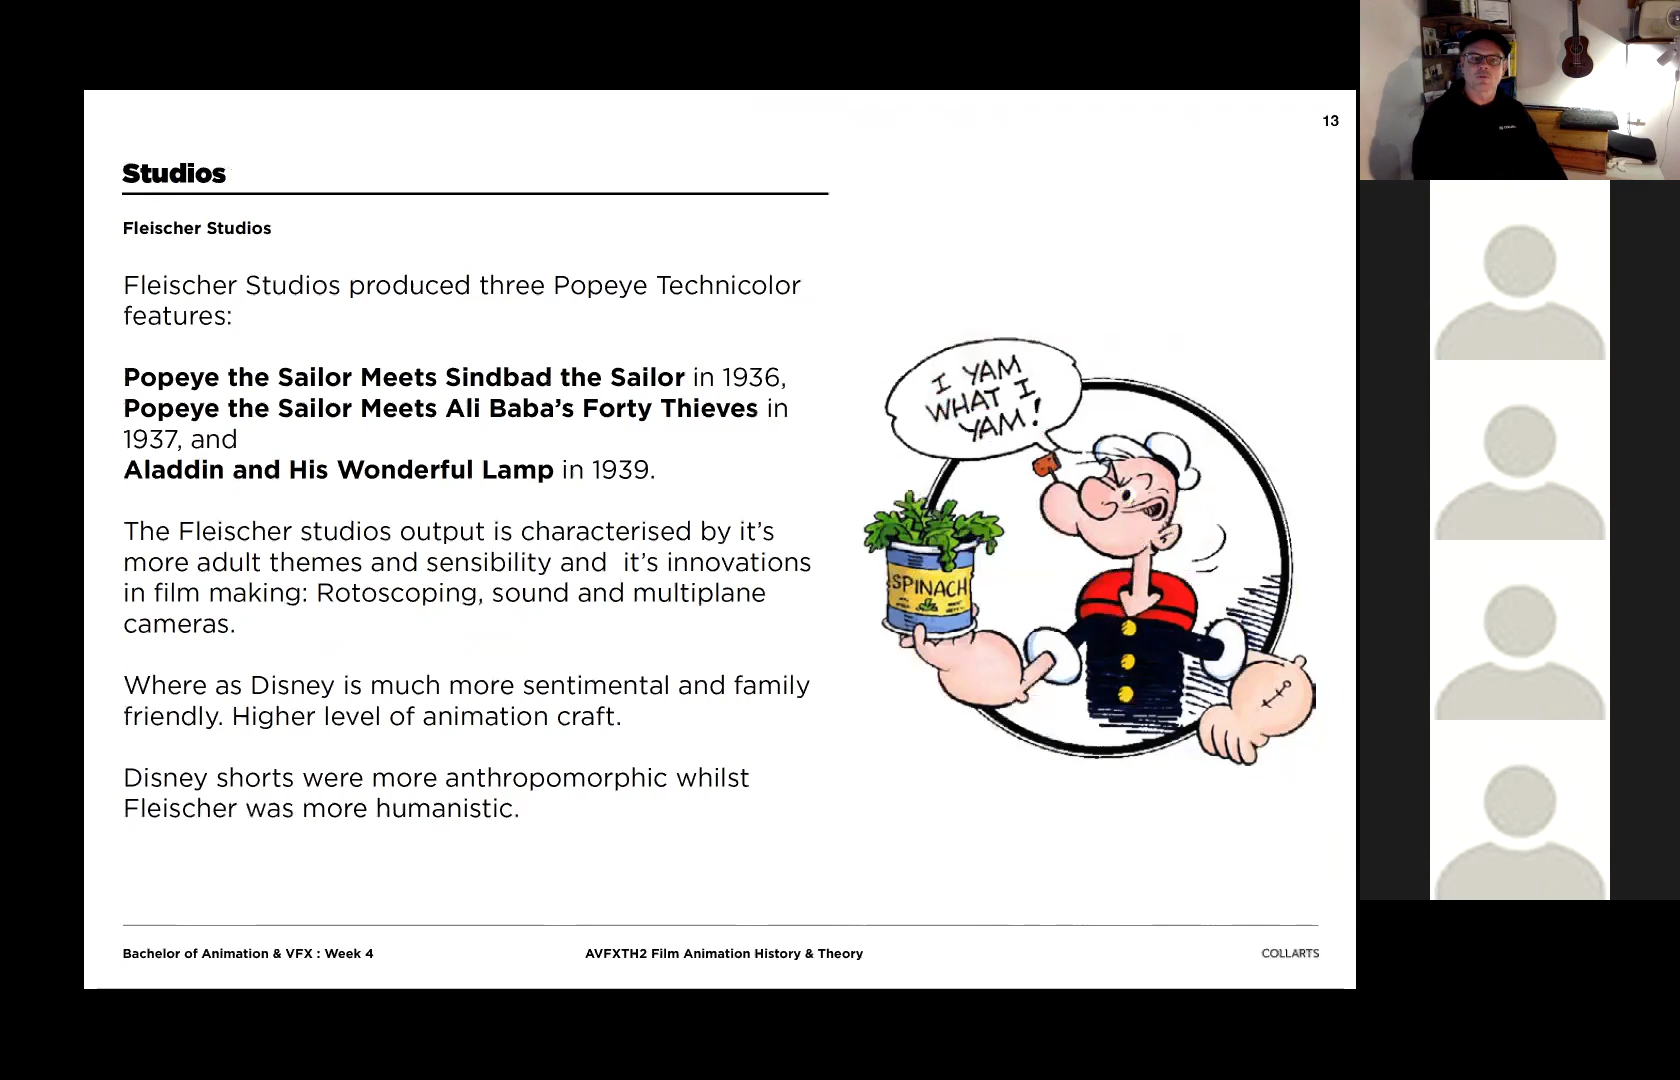 13
Studios
Fleischer Studios
Fleischer Studios produced three Popeye Technicolor
features:
Popeye the Sailor Meets Sindbad the Sailor in 1936,
Popeye the Sailor Meets Ali Baba’s Forty Thieves in
1937, and
Aladdin and His Wonderful Lamp in 1939.
The Fleischer studios output is characterised by it’s
more adult themes and sensibility and  it’s innovations
in film making: Rotoscoping, sound and multiplane
cameras.
Where as Disney is much more sentimental and family
friendly. Higher level of animation craft.
Disney shorts were more anthropomorphic whilst
Fleischer was more humanistic.
I YAM
WHAT I
YAM!
SPINACH
Bachelor of Animation & VFX : Week 4
AVFXTH2 Film Animation History & Theory
COLLARTS